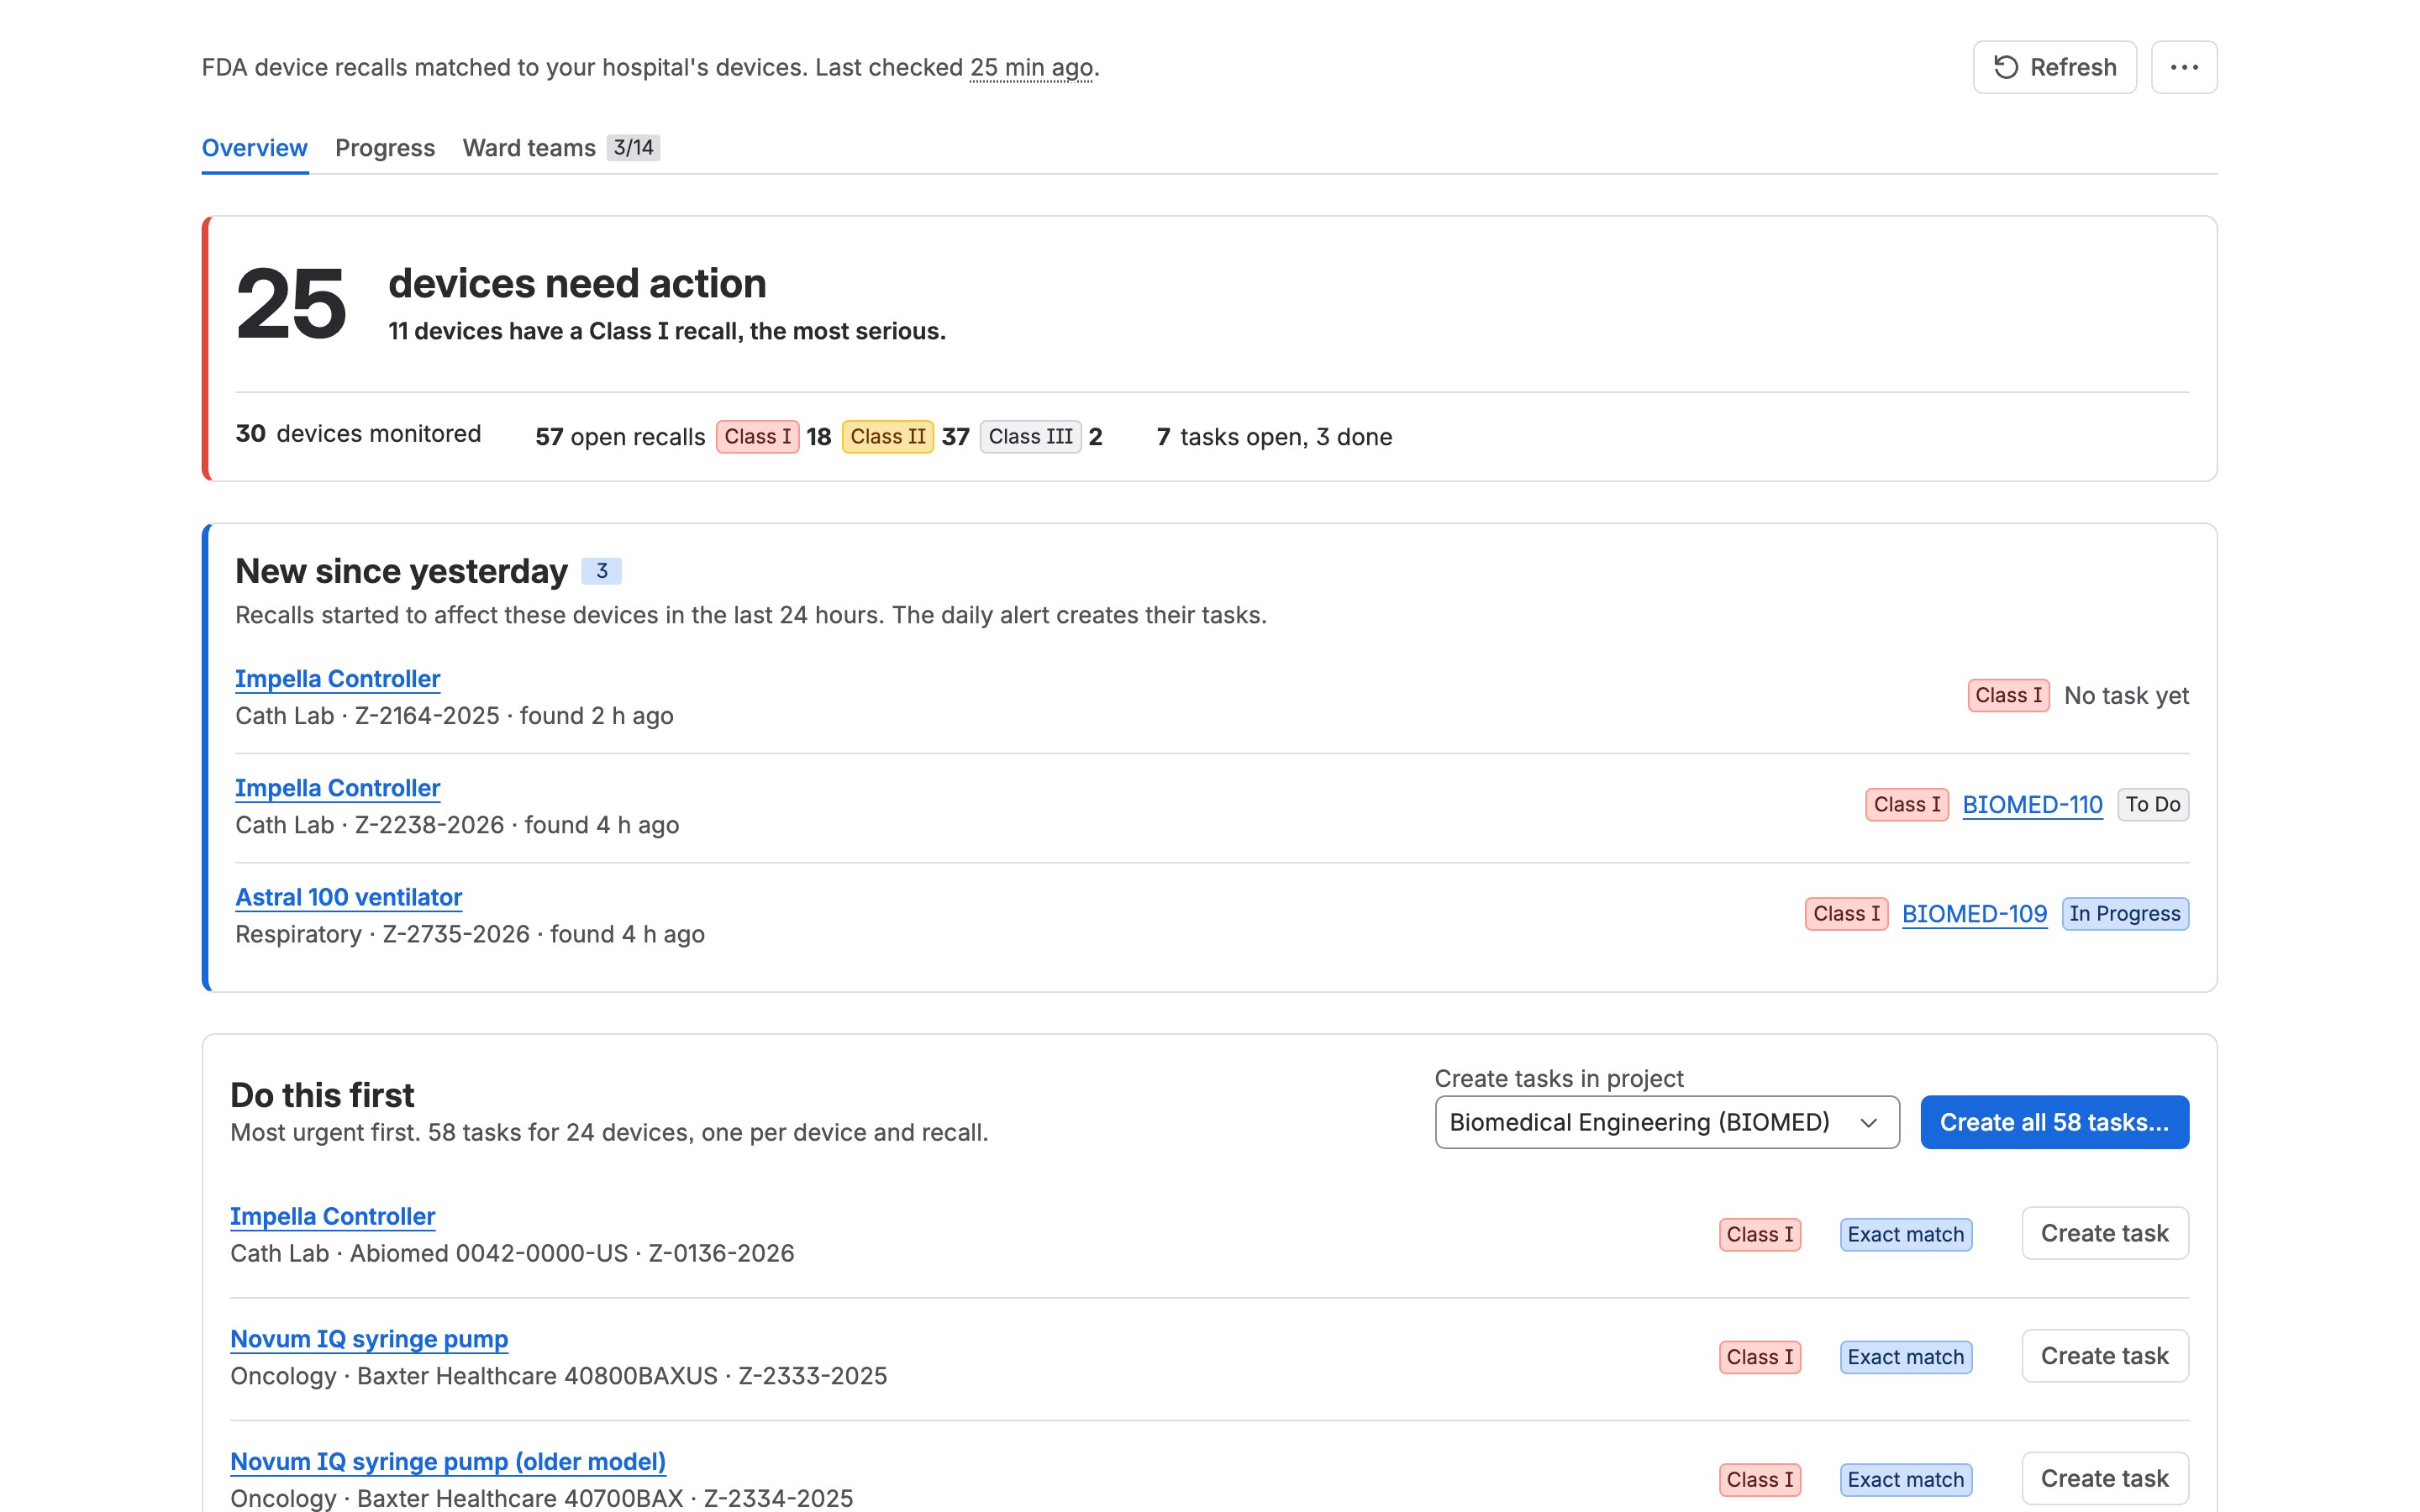 FDA device recalls matched to your hospital's devices. Last checked 25 min ago.
Refresh
Overview Progress Ward teams 3/14
25 devices need action
11 devices have a Class I recall, the most serious.
30 devices monitored 57 open recalls Class I 18 Class II 37 Class III 2 7 tasks open, 3 done
New since yesterday 3
Recalls started to affect these devices in the last 24 hours. The daily alert creates their tasks.
Impella Controller
Cath Lab · Z-2164-2025 · found 2 h ago
Class I No task yet
Impella Controller
Cath Lab · Z-2238-2026 · found 4 h ago
Class I BIOMED-110 To Do
Astral 100 ventilator
Respiratory · Z-2735-2026 · found 4 h ago
Class I BIOMED-109 In Progress
Do this first
Most urgent first. 58 tasks for 24 devices, one per device and recall.
Create tasks in project
Biomedical Engineering (BIOMED) Create all 58 tasks...
Impella Controller
Cath Lab · Abiomed 0042-0000-US · Z-0136-2026
Class I Exact match Create task
Novum IQ syringe pump
Oncology · Baxter Healthcare 40800BAXUS · Z-2333-2025
Class I Exact match Create task
Novum IQ syringe pump (older model)
Oncology · Baxter Healthcare 40700BAX · Z-2334-2025
Class I Exact match Create task